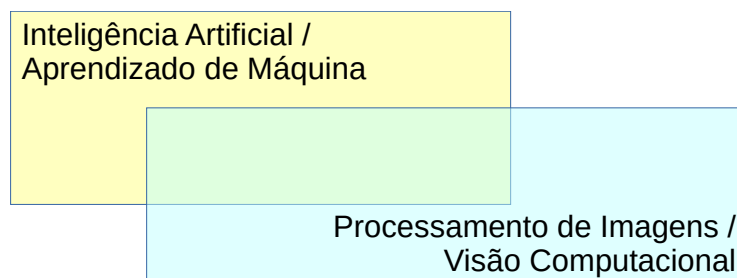 Inteligência Artificial /
Aprendizado de Máquina
Processamento de Imagens /
Visão Computacional